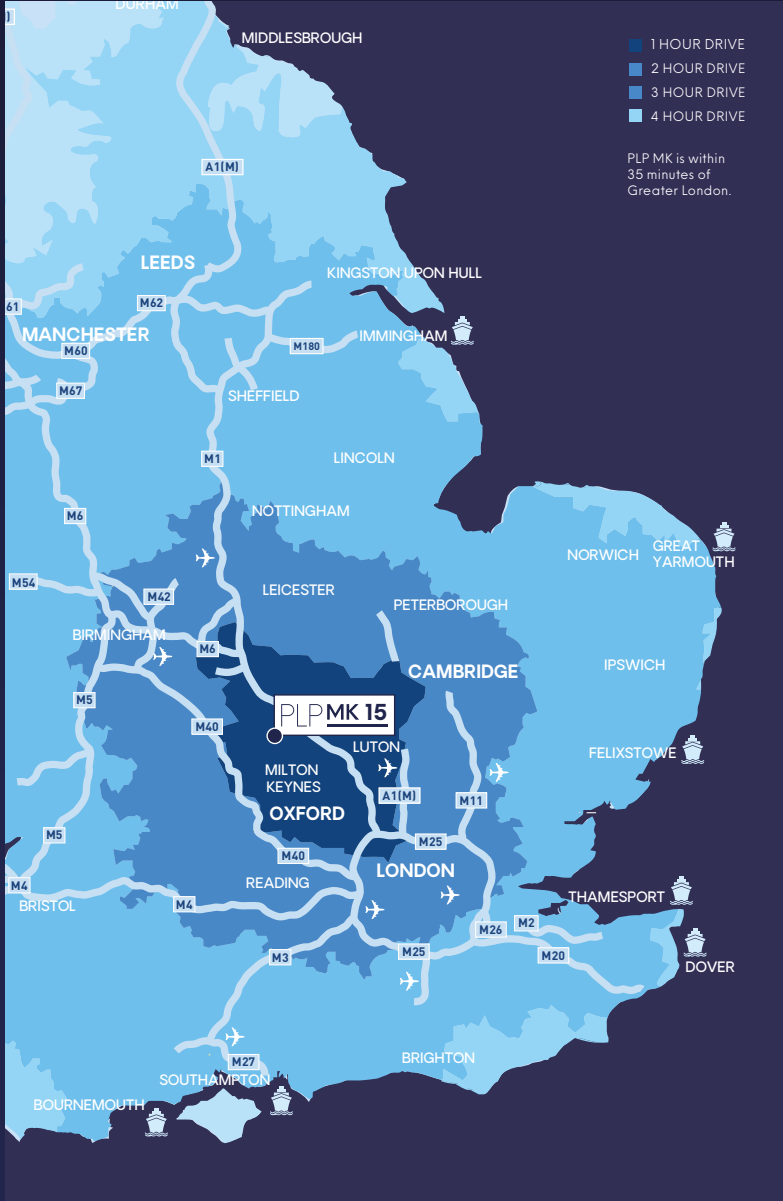 DURHAM
MIDDLESBROUGH
1 HOUR DRIVE
2 HOUR DRIVE
3 HOUR DRIVE
4 HOUR DRIVE
PLP MK is within
35 minutes of
Greater London.
A1(M)
LEEDS
KINGSTON UPON HULL
61
M62
MANCHESTER
M60
M180
IMMINGHAM
M67
SHEFFIELD
M1
LINCOLN
M6
NOTTINGHAM
NORWICH
GREAT
YARMOUTH
M54
M42
LEICESTER
PETERBOROUGH
BIRMINGHAM
M6
CAMBRIDGE
IPSWICH
M5
M40
PLP MK 15
LUTON
FELIXSTOWE
MILTON
KEYNES
A1(M)
M11
OXFORD
M5
M25
M40
LONDON
READING
M4
BRISTOL
M4
THAMESPORT
M2
M26
M25
M20
M3
DOVER
BRIGHTON
M27
SOUTHAMPTON
BOURNEMOUTH